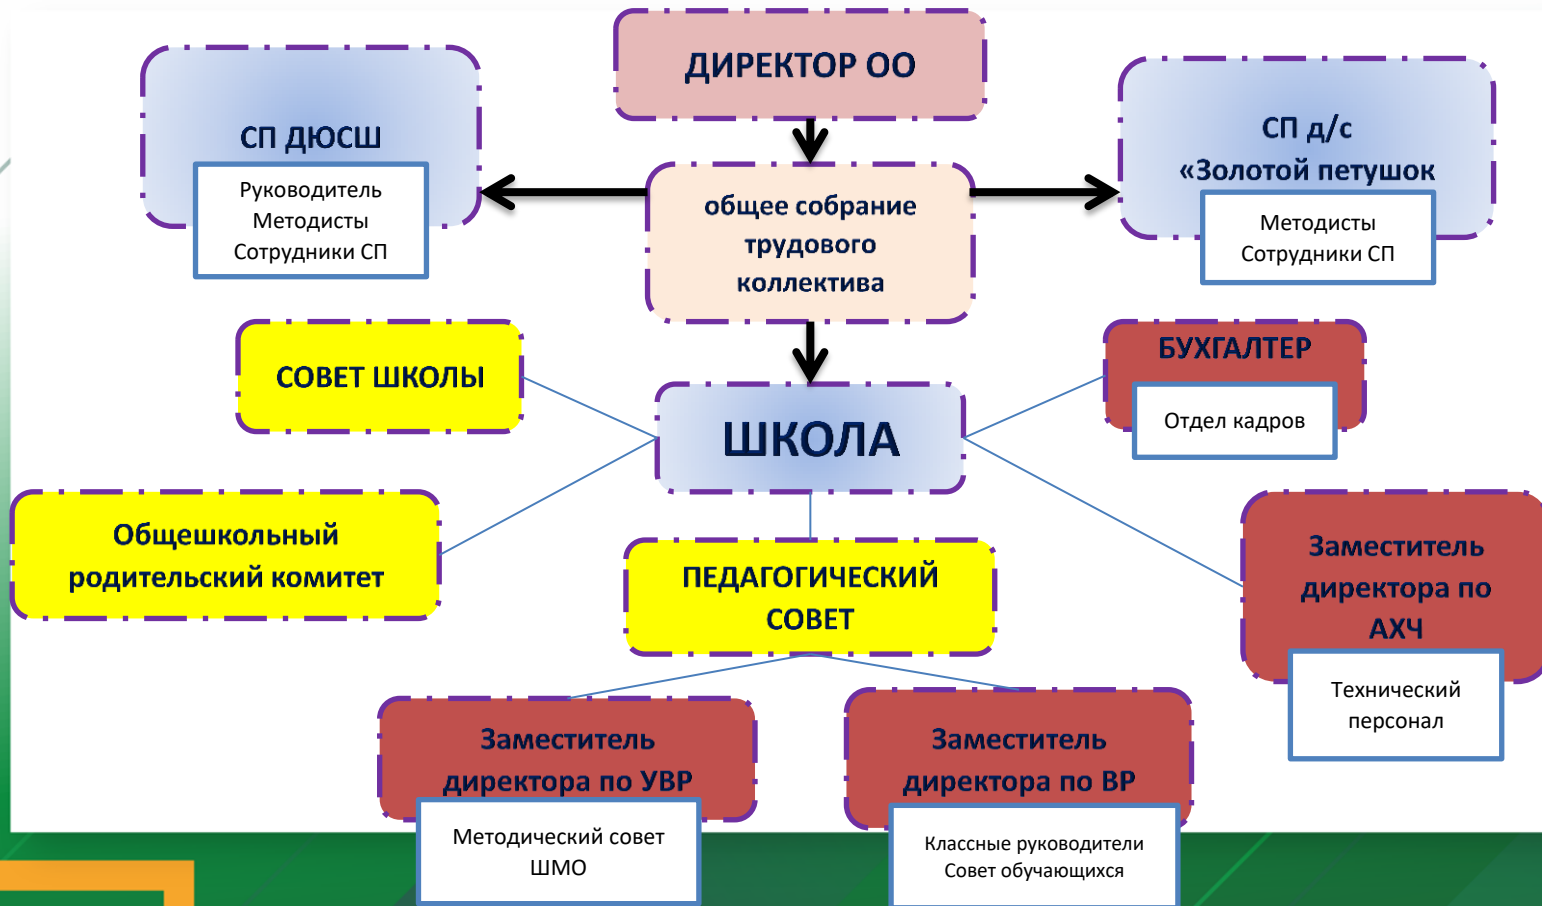 ДИРЕКТОР ОО
СП ДЮСШ
Руководитель
Методисты
Сотрудники СП
общее собрание
трудового
коллектива
СП д/с
«Золотой петушок
Методисты
Сотрудники СП
СОВЕТ ШКОЛЫ
ШКОЛА
БУХГАЛТЕР
Отдел кадров
Общешкольный
родительский комитет
ПЕДАГОГИЧЕСКИЙ
СОВЕТ
Заместитель
директора по
АХЧ
Технический
персонал
Заместитель
директора по УВР
Методический совет
ШМО
Заместитель
директора по ВР
Классные руководители
Совет обучающихся